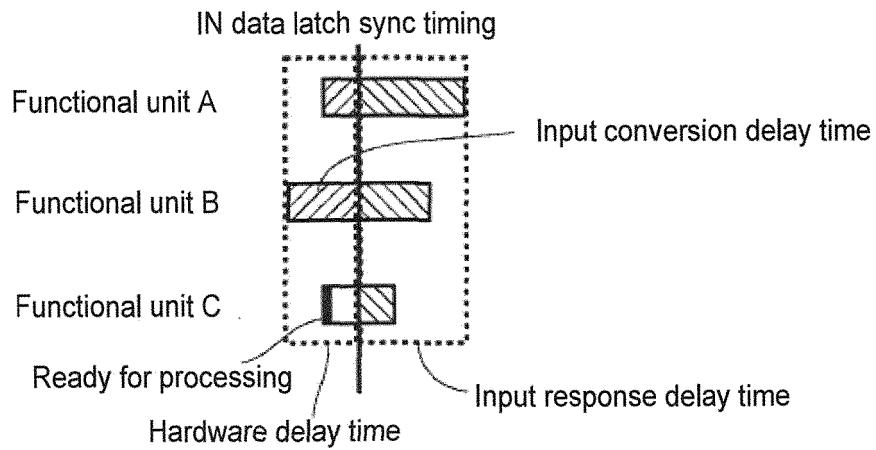 IN data latch sync timing
Functional unit A
Input conversion delay time
Functional unit B
Functional unit C
Ready for processing
Input response delay time
Hardware delay time